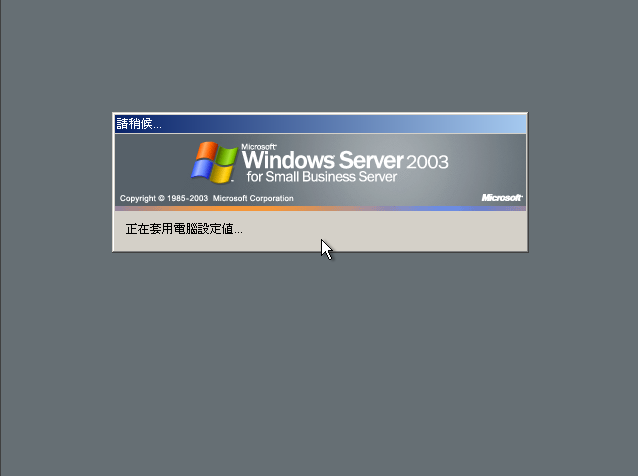 請稍候...
Microsoft®
Windows Server 2003
for Small Business Server
Copyright © 1985-2003 Microsoft Corporation
Microsoft®
正在套用電腦設定值...